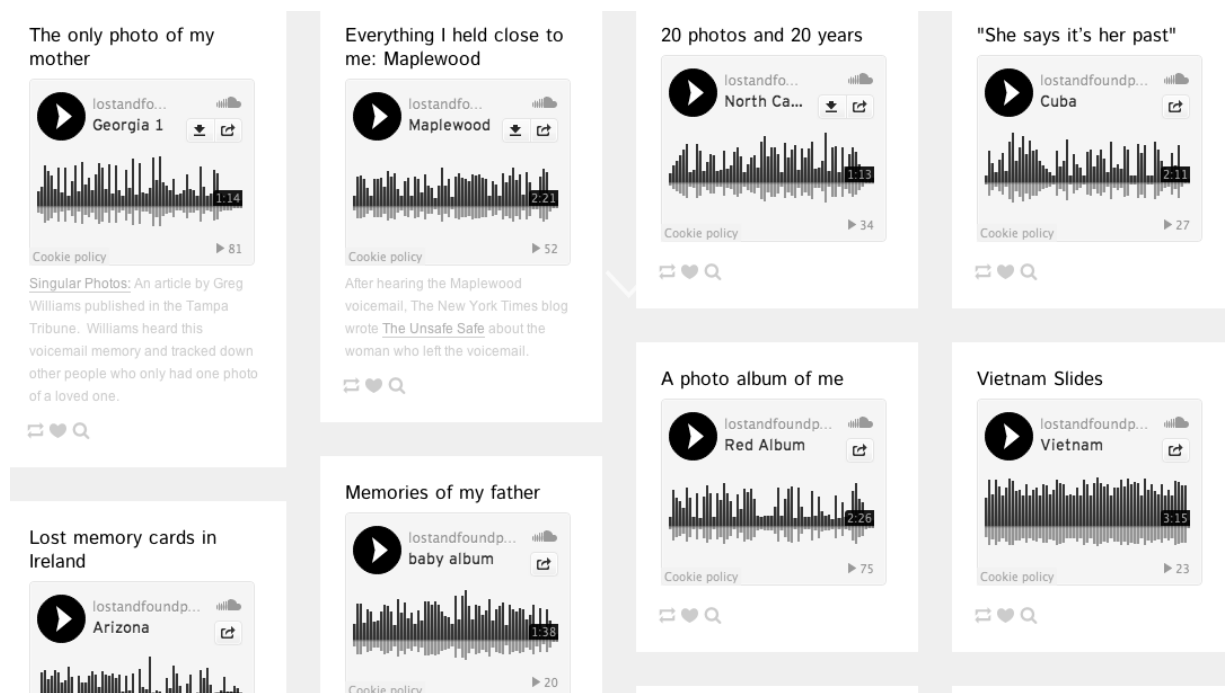 The only photo of my
mother
lostandfo...
Georgia 1
1:14
81
Cookie policy
Singular Photos: An article by Greg
Williams published in the Tampa
Tribune. Williams heard this
voicemail memory and tracked down
other people who only had one photo
of a loved one.
Lost memory cards in
Ireland
lostandfoundp...
Arizona
Everything I held close to
me: Maplewood
lostandfo...
Maplewood
2:21
52
Cookie policy
After hearing the Maplewood
voicemail, The New York Times blog
wrote The Unsafe Safe about the
woman who left the voicemail.
Memories of my father
lostandfoundp...
baby album
1:38
20
Cookie policy
20 photos and 20 years
lostandfo...
North Ca...
1:13
34
Cookie policy
A photo album of me
lostandfoundp...
Red Album
2:26
75
Cookie policy
"She says it's her past"
lostandfoundp...
Cuba
2:11
27
Cookie policy
Vietnam Slides
lostandfoundp...
Vietnam
3:15
23
Cookie policy